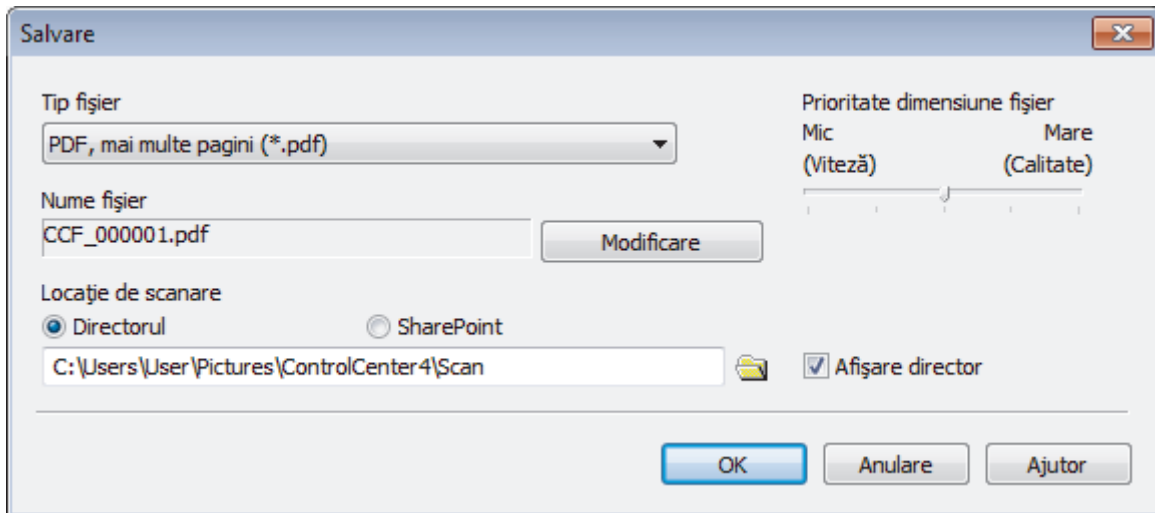 Salvare
Tip fişier
PDF, mai multe pagini (*.pdf)
Prioritate dimensiune fişier
Mic Mare
(Viteză) (Calitate)
Nume fişier
CCF_000001.pdf
Modificare
Locaţie de scanare
Directorul SharePoint
C:\Users\User\Pictures\ControlCenter4\Scan
Afişare director
OK Anulare Ajutor